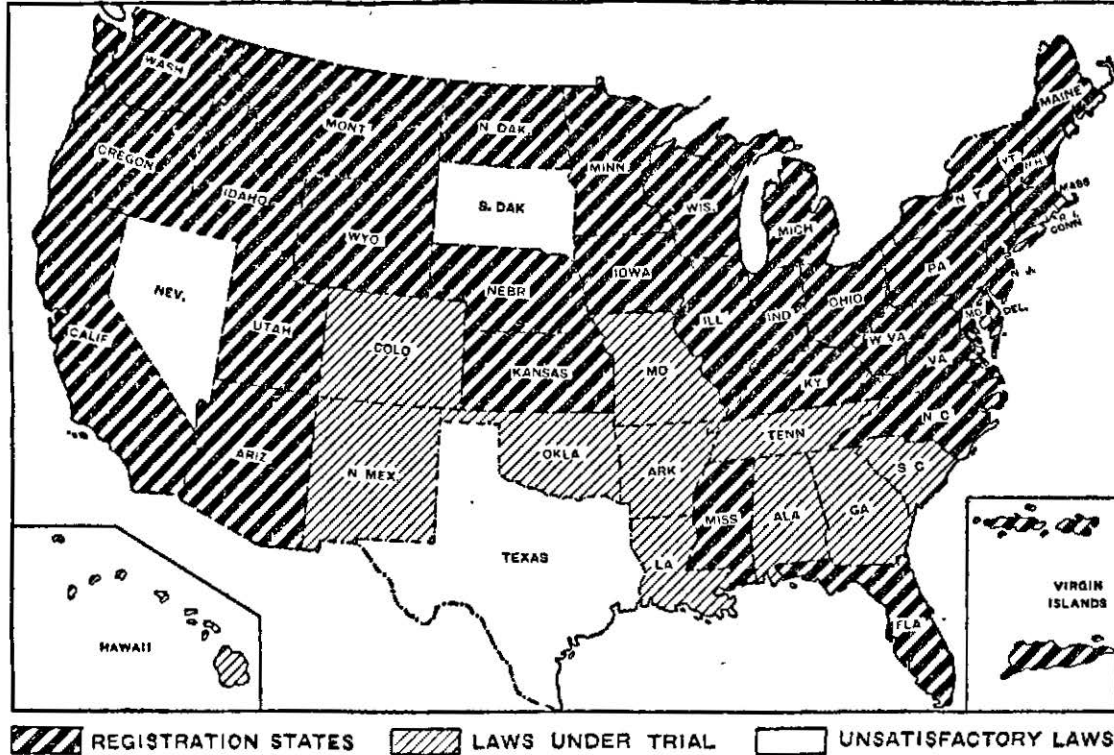 WASH
MONT
N. DAK.
MINN
MAINE
OREGON
IDAHO
S. DAK
WIS.
VT.
N.H.
MASS
R. I.
CONN
N Y
WYO
MICH
IOWA
PA
N J.
NEV.
NEBR
ILL
IND
OHIO
MD
DEL.
UTAH
W. VA
VA
CALIF
COLO
KANSAS
MO
KY
N C
TENN
ARIZ
N MEX.
OKLA
ARK
S C
MISS
ALA
GA
TEXAS
LA
FLA
HAWAII
VIRGIN
ISLANDS
REGISTRATION STATES
LAWS UNDER TRIAL
UNSATISFACTORY LAWS